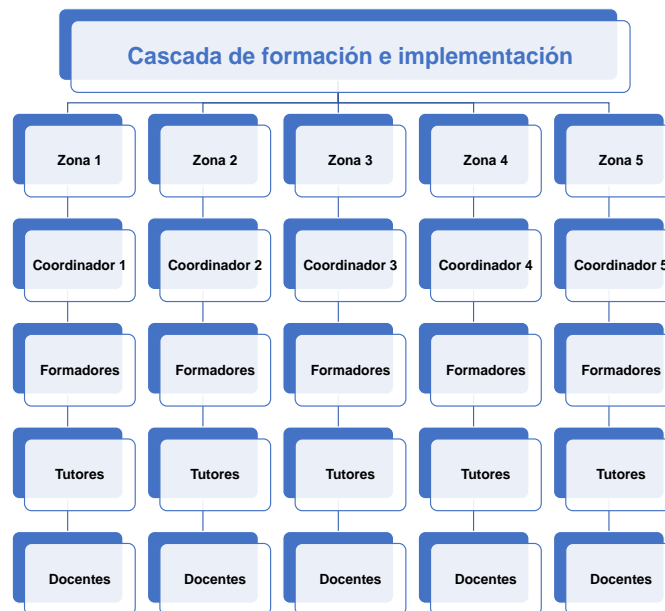 Cascada de formación e implementación
Zona 1
Zona 2
Zona 3
Zona 4
Zona 5
Coordinador 1
Coordinador 2
Coordinador 3
Coordinador 4
Coordinador 5
Formadores
Formadores
Formadores
Formadores
Formadores
Tutores
Tutores
Tutores
Tutores
Tutores
Docentes
Docentes
Docentes
Docentes
Docentes